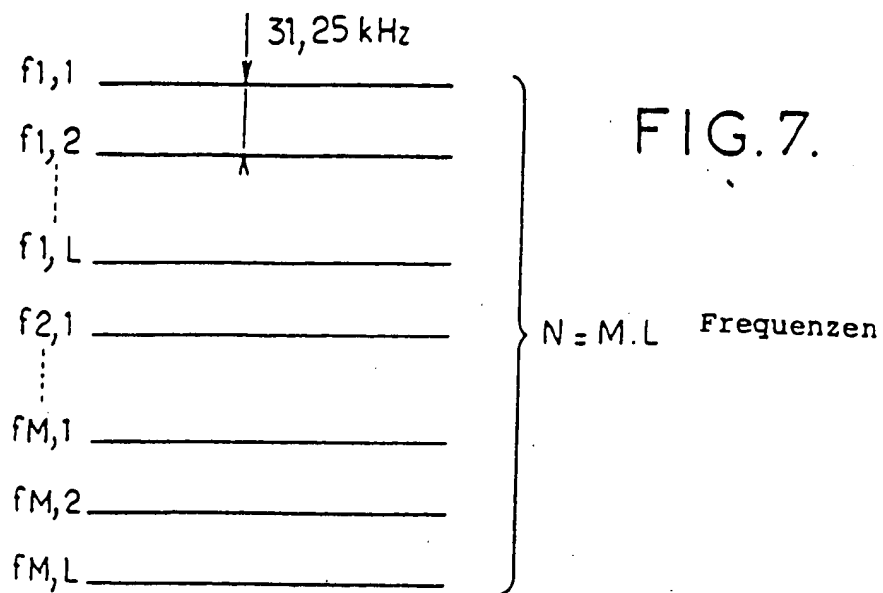 31,25 kHz
f1,1
f1,2
FIG.7.
f1,L
f2,1
N=M.L Frequenzen
fM,1
fM,2
fM,L